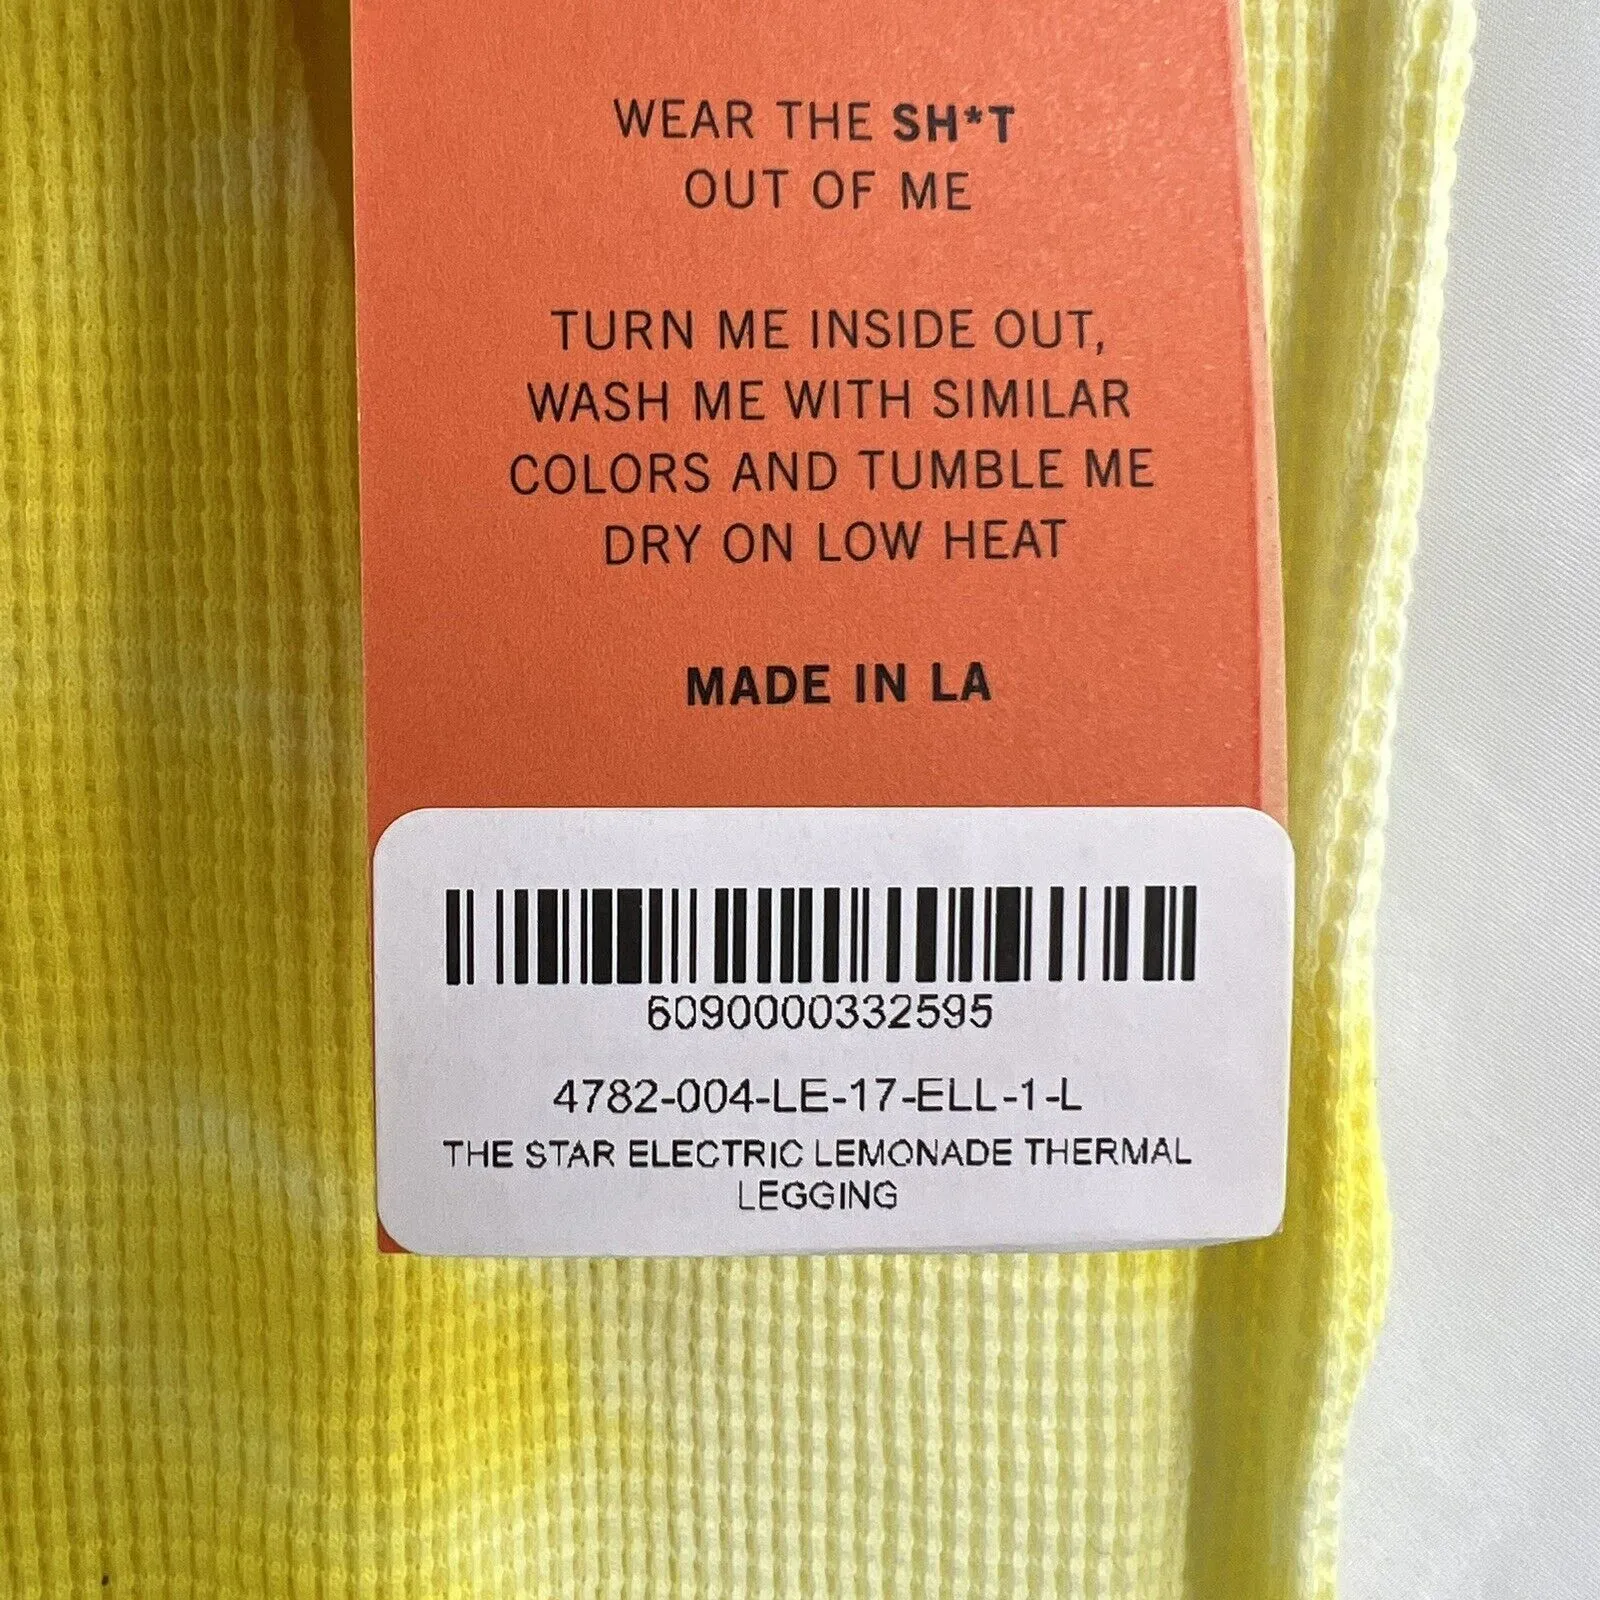 WEAR THE SH*T
OUT OF ME
TURN ME INSIDE OUT,
WASH ME WITH SIMILAR
COLORS AND TUMBLE ME
DRY ON LOW HEAT
MADE IN LA
6090000332595
4782-004-LE-17-ELL-1-L
THE STAR ELECTRIC LEMONADE THERMAL
LEGGING